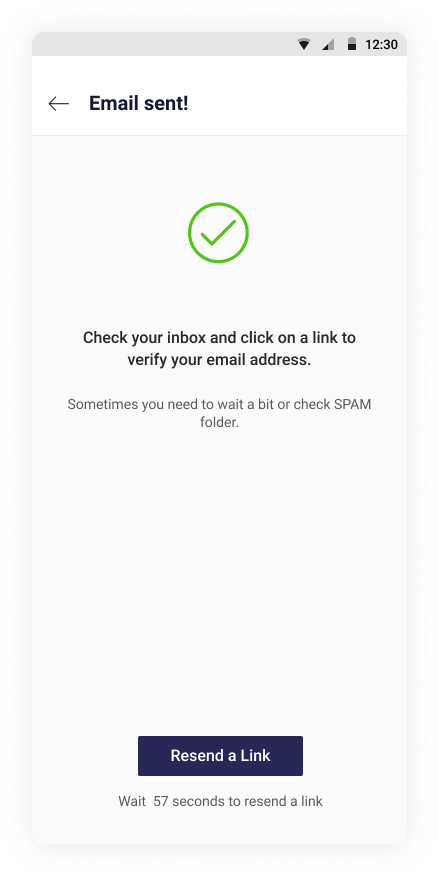 12:30
Email sent!
Check your inbox and click on a link to
verify your email address.
Sometimes you need to wait a bit or check SPAM
folder.
Resend a Link
Wait  57 seconds to resend a link